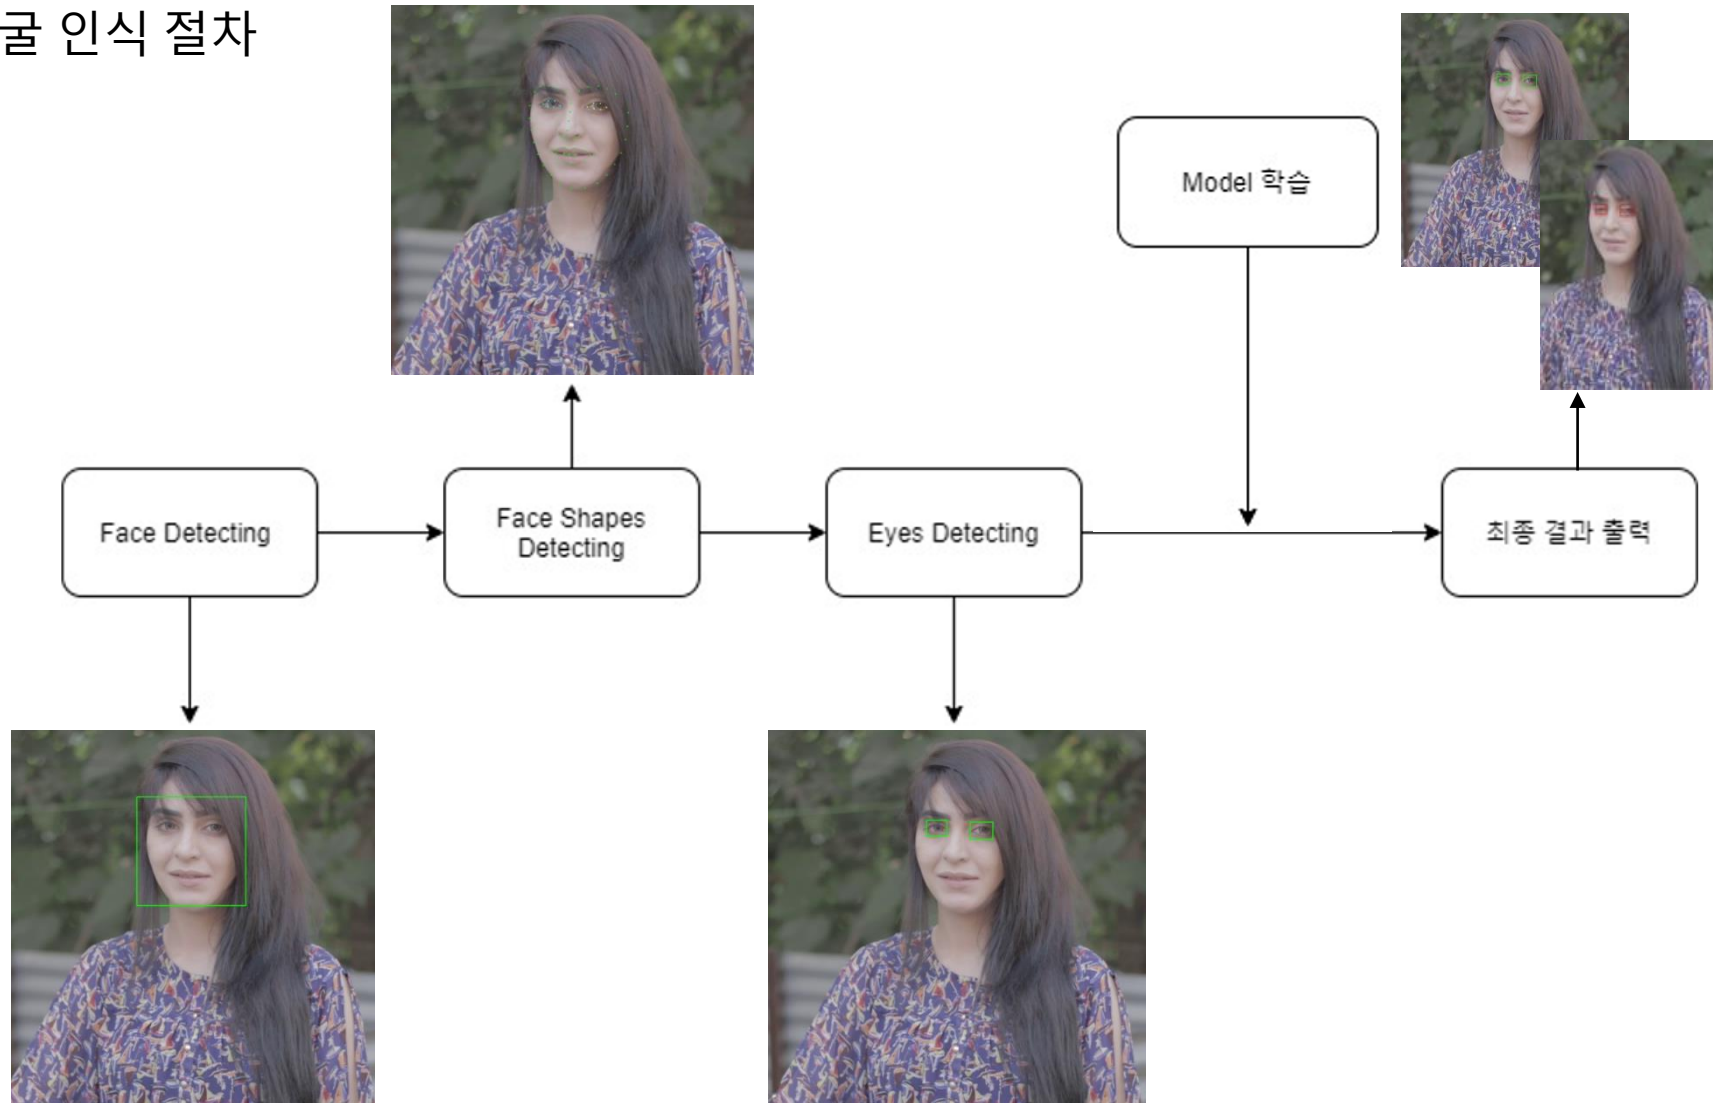 굴 인식 절차
Model 학습
Face Detecting
Face Shapes
Detecting
Eyes Detecting
최종 결과 출력